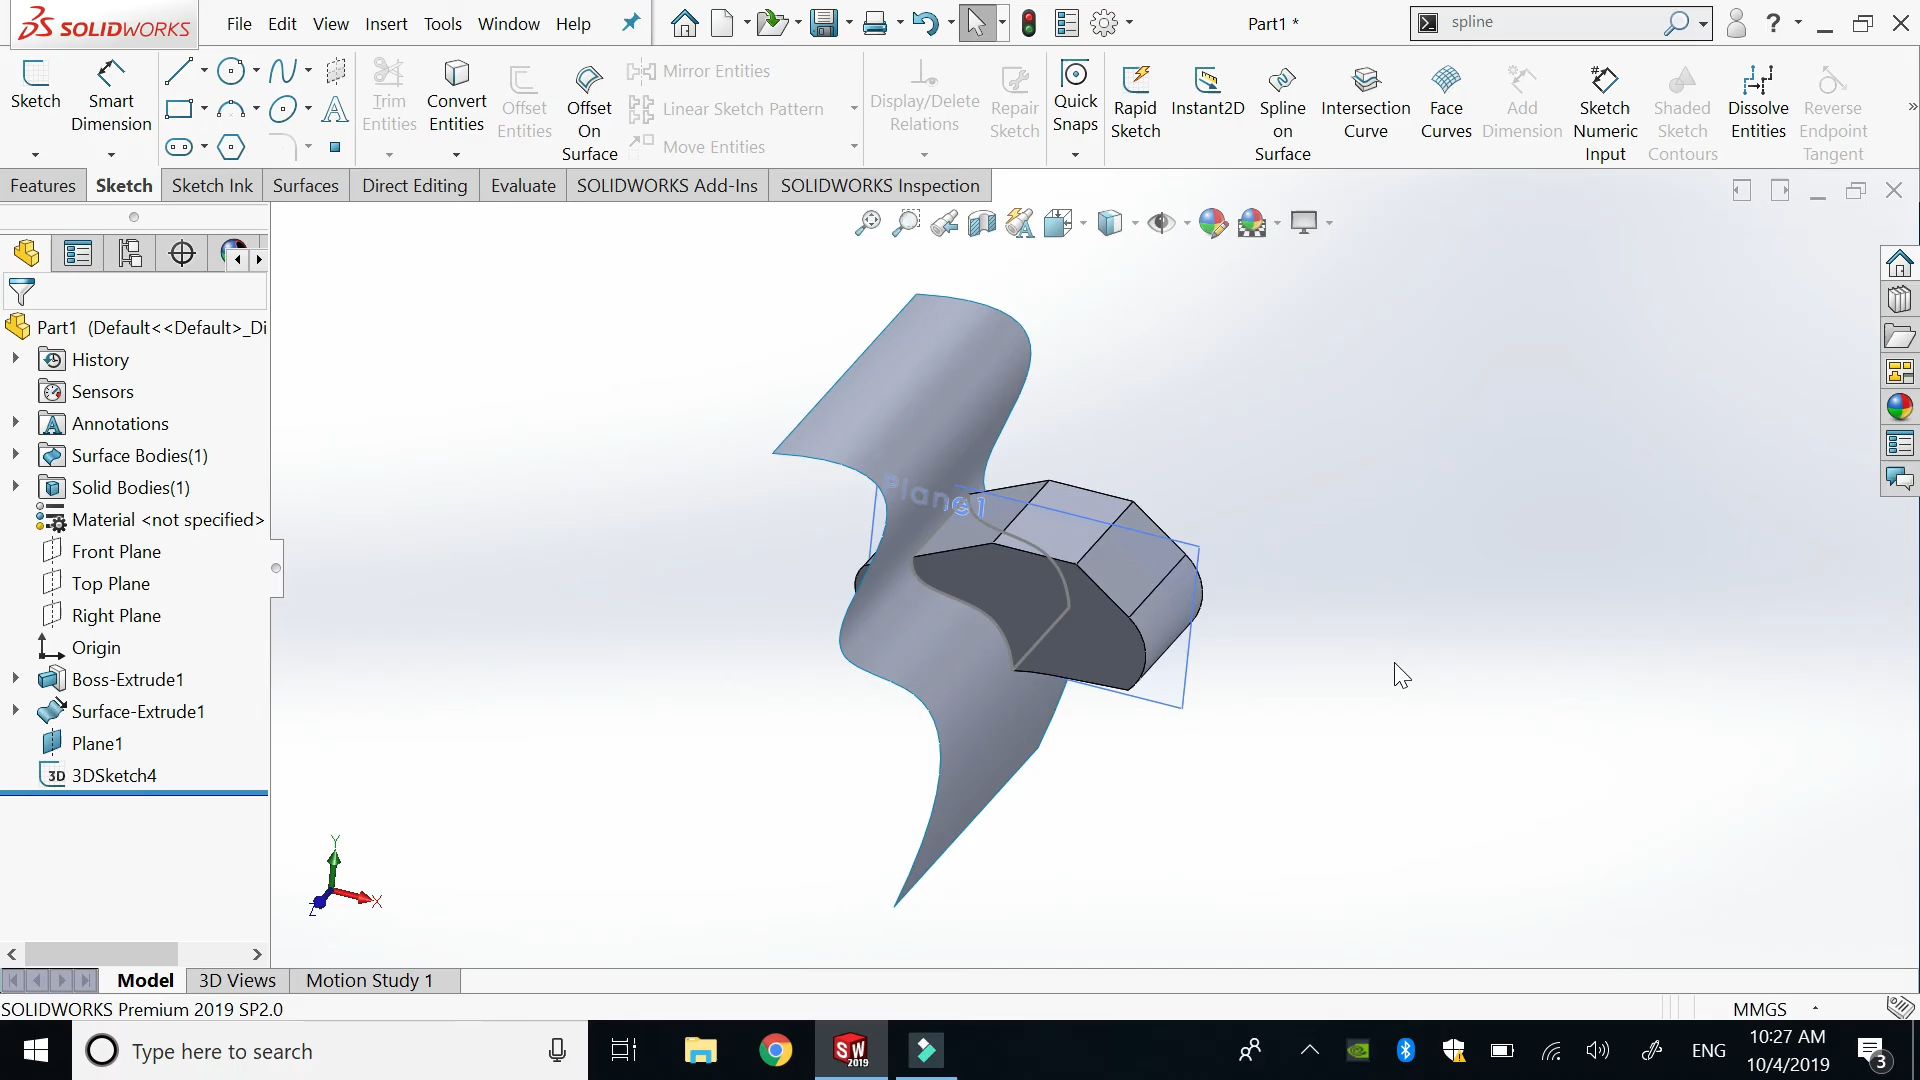 SOLIDWORKS
File Edit View Insert Tools Window Help
Part1 *
spline
Sketch
Smart Dimension
Trim Entities
Convert Entities
Offset Entities
Offset On Surface
Mirror Entities
Linear Sketch Pattern
Move Entities
Display/Delete Relations
Repair Sketch
Quick Snaps
Rapid Sketch
Instant2D
Spline on Surface
Intersection Curve
Face Curves
Add Dimension
Sketch Numeric Input
Shaded Sketch Contours
Dissolve Entities
Reverse Endpoint Tangent
Features Sketch Sketch Ink Surfaces Direct Editing Evaluate SOLIDWORKS Add-Ins SOLIDWORKS Inspection
Part1 (Default<<Default>_Di
History
Sensors
Annotations
Surface Bodies(1)
Solid Bodies(1)
Material <not specified>
Front Plane
Top Plane
Right Plane
Origin
Boss-Extrude1
Surface-Extrude1
Plane1
3D 3DSketch4
Plane1
Y
X
Z
Model 3D Views Motion Study 1
SOLIDWORKS Premium 2019 SP2.0
MMGS
Type here to search
SW
2019
ENG
10:27 AM
10/4/2019
3